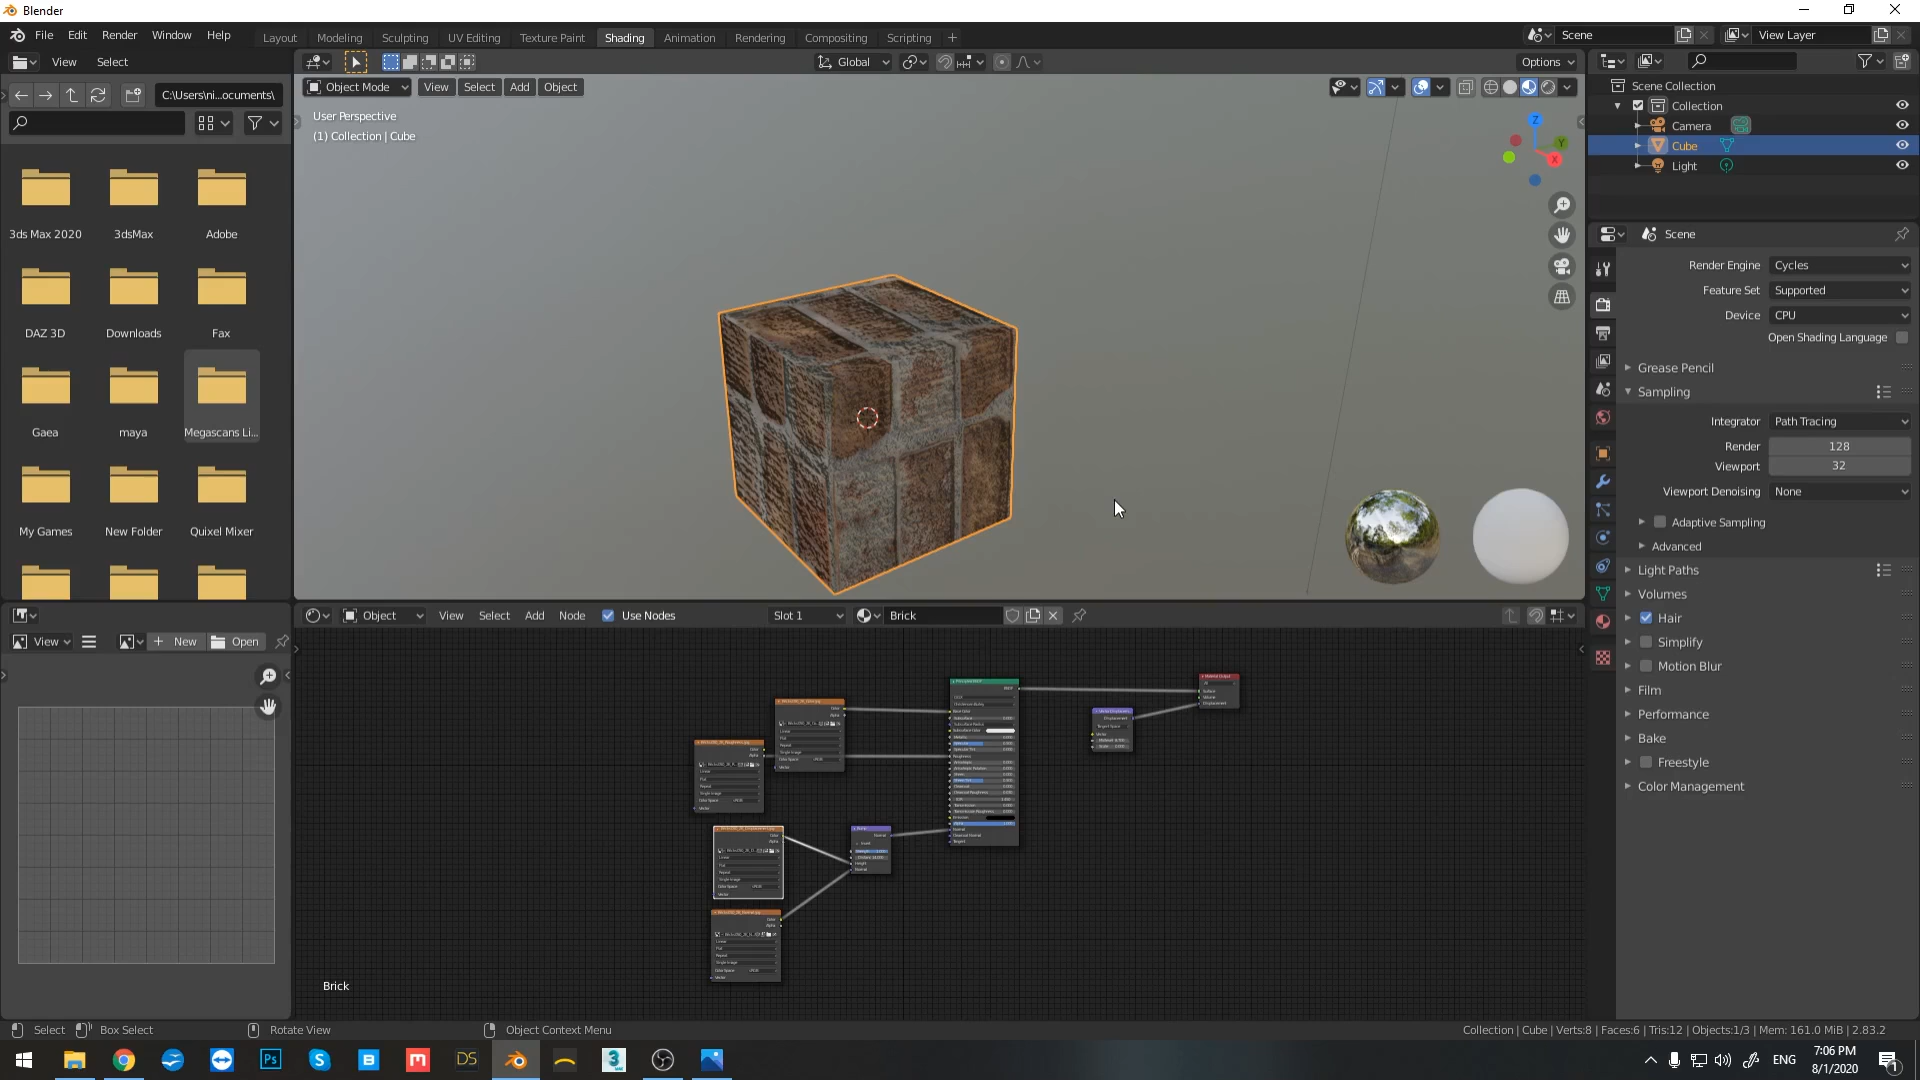 Blender
File Edit Render Window Help
Layout Modeling Sculpting UV Editing Texture Paint Shading Animation Rendering Compositing Scripting +
Scene
View Layer
View Select
Global
Options
C:\Users\ni...ocuments\
Object Mode View Select Add Object
User Perspective
(1) Collection | Cube
Z
Y
X
3ds Max 2020 3dsMax Adobe
DAZ 3D Downloads Fax
Gaea maya Megascans Li...
My Games New Folder Quixel Mixer
Scene Collection
Collection
Camera
Cube
Light
Scene
Render Engine Cycles
Feature Set Supported
Device CPU
Open Shading Language
Grease Pencil
Sampling
Integrator Path Tracing
Render 128
Viewport 32
Viewport Denoising None
Adaptive Sampling
Advanced
Light Paths
Volumes
Hair
Simplify
Motion Blur
Film
Performance
Bake
Freestyle
Color Management
View + New Open
Object View Select Add Node Use Nodes Slot 1 Brick
Brick
Select Box Select Rotate View Object Context Menu
Collection | Cube | Verts:8 | Faces:6 | Tris:12 | Objects:1/3 | Mem: 161.0 MiB | 2.83.2
Ps
DS
3
ENG
7:06 PM
8/1/2020
1